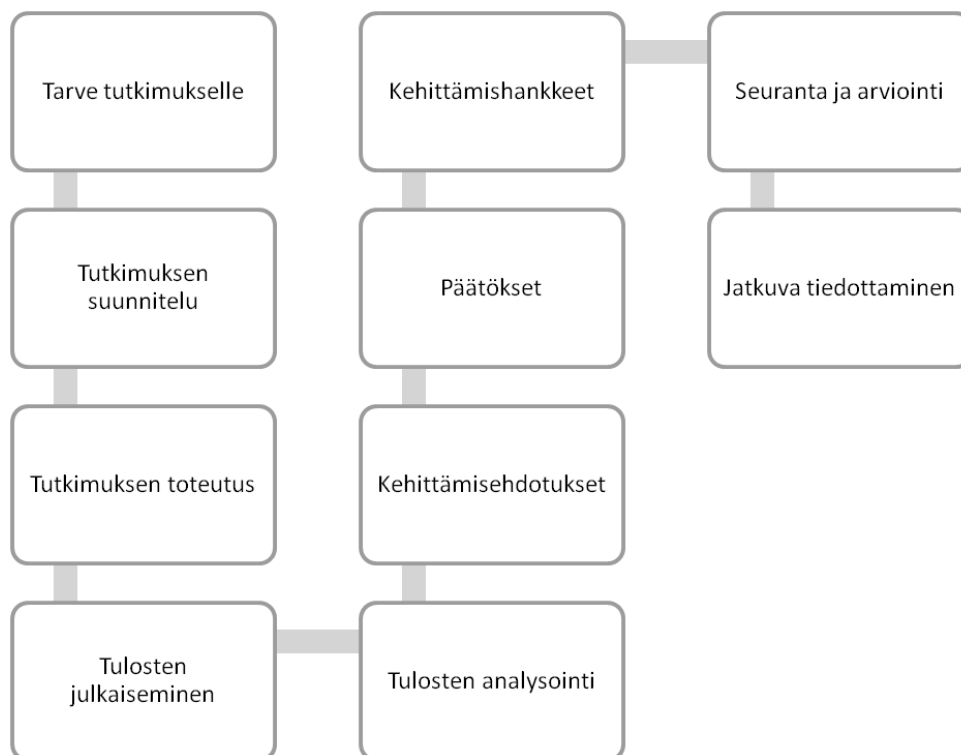 Tarve tutkimukselle
Tutkimuksen
suunnitelu
Tutkimuksen toteutus
Tulosten
julkaiseminen
Tulosten analysointi
Kehittämisehdotukset
Päätökset
Kehittämishankkeet
Seuranta ja arviointi
Jatkuva tiedottaminen